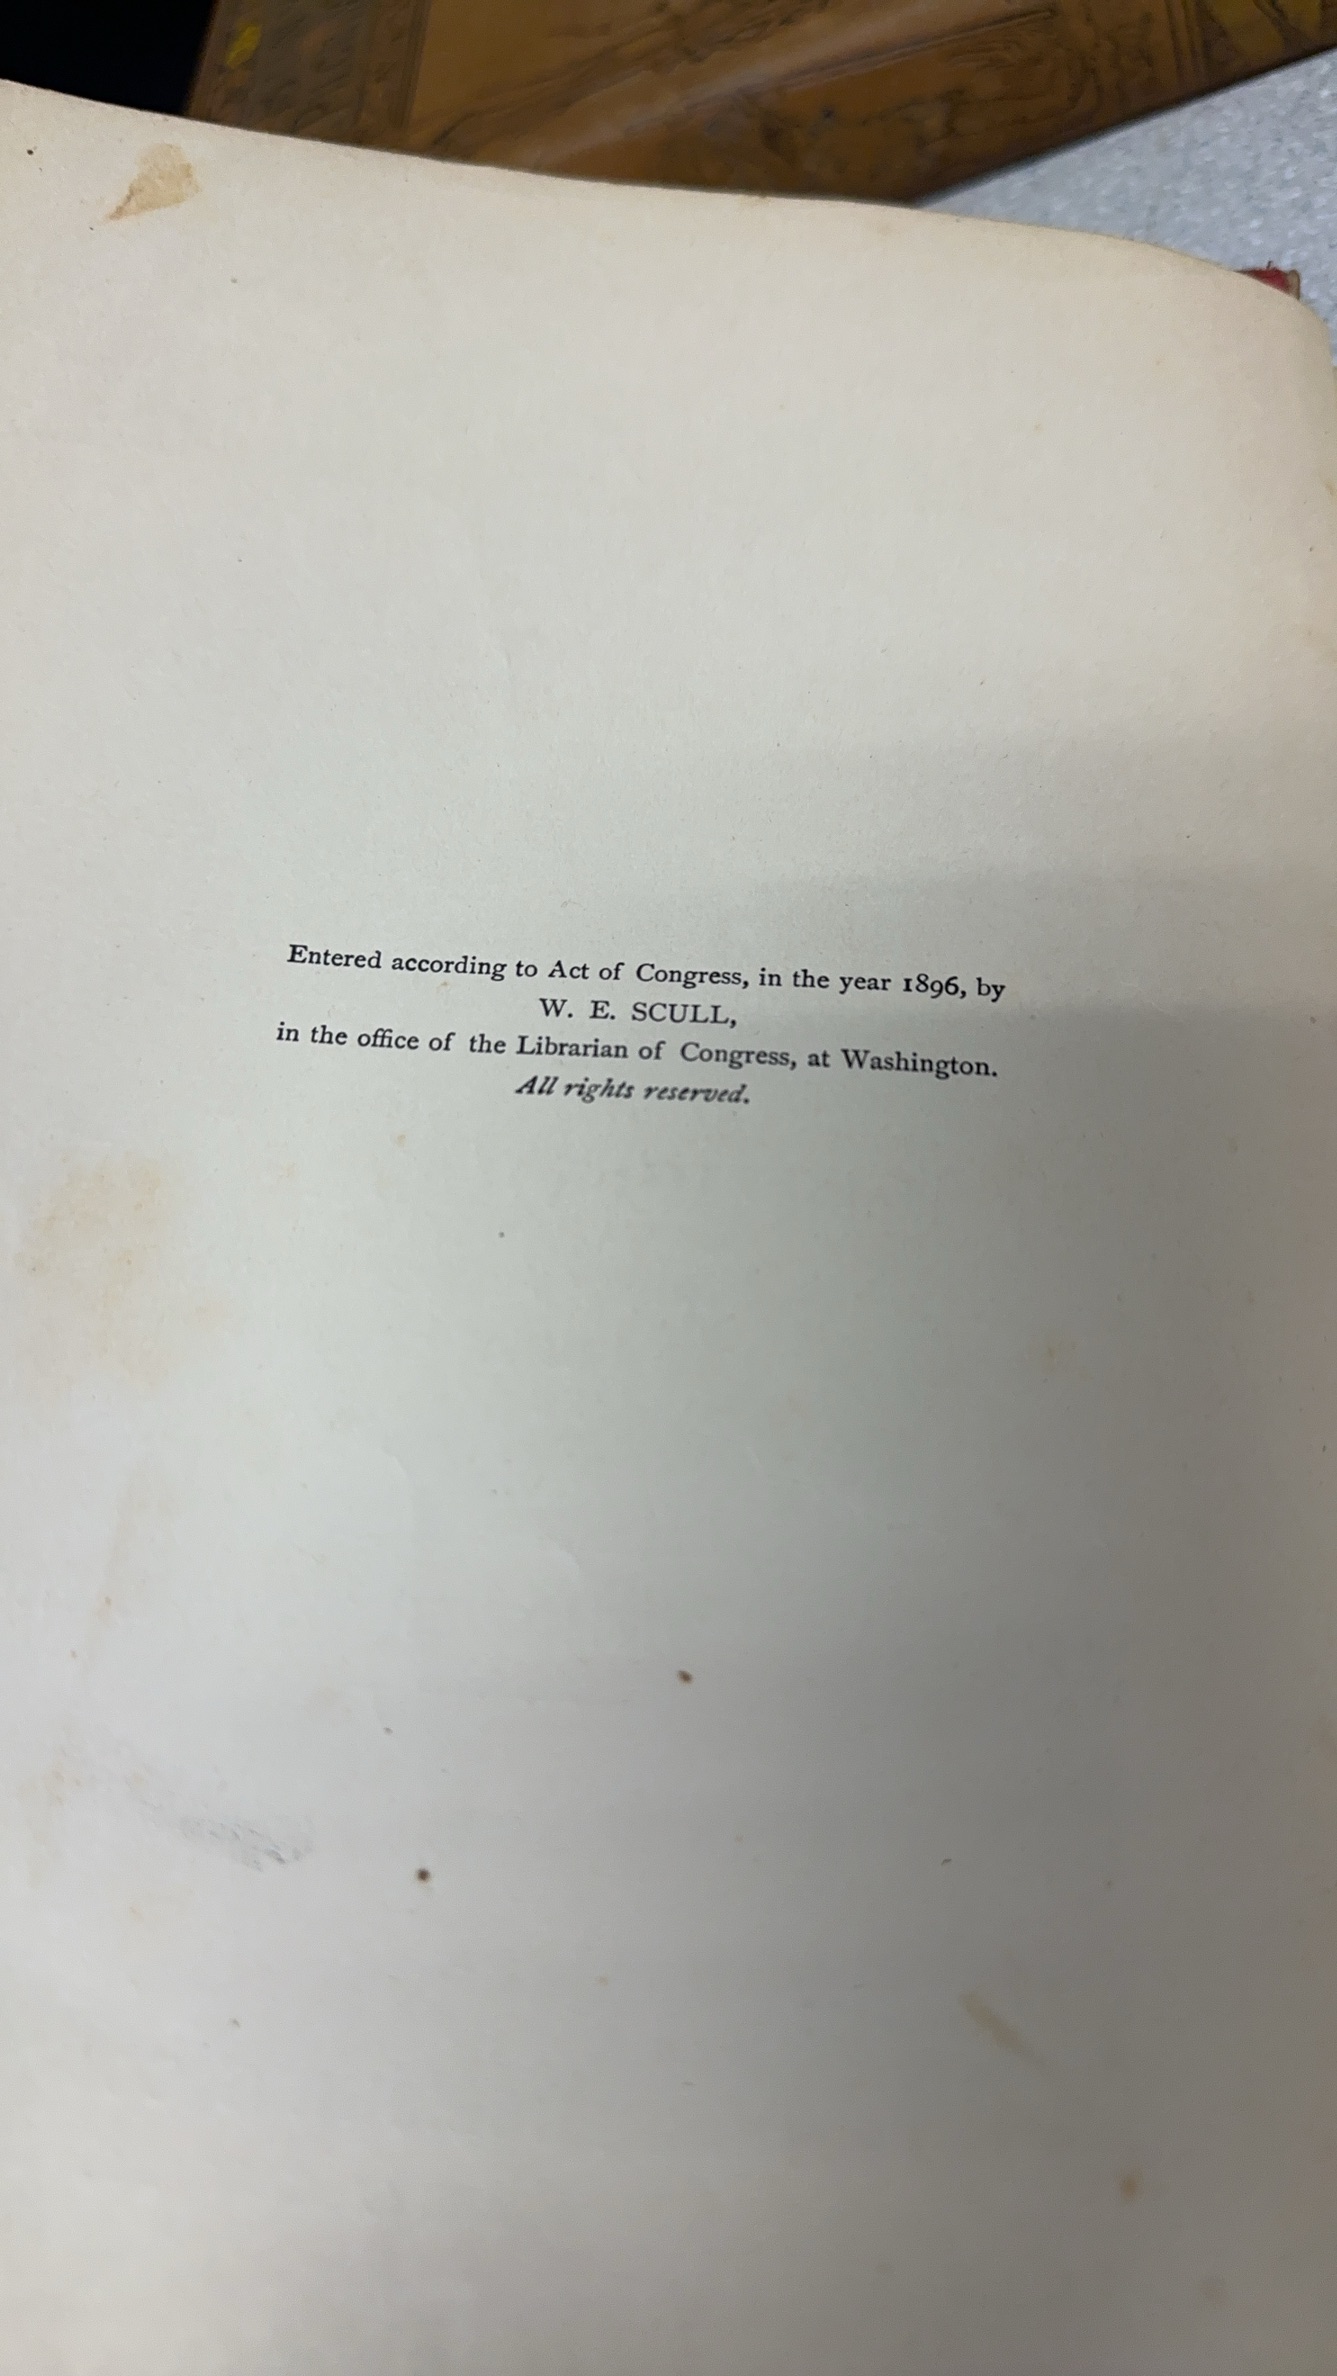 Entered according to Act of Congress, in the year 1896, by
W. E. SCULL,
in the office of the Librarian of Congress, at Washington.
All rights reserved.